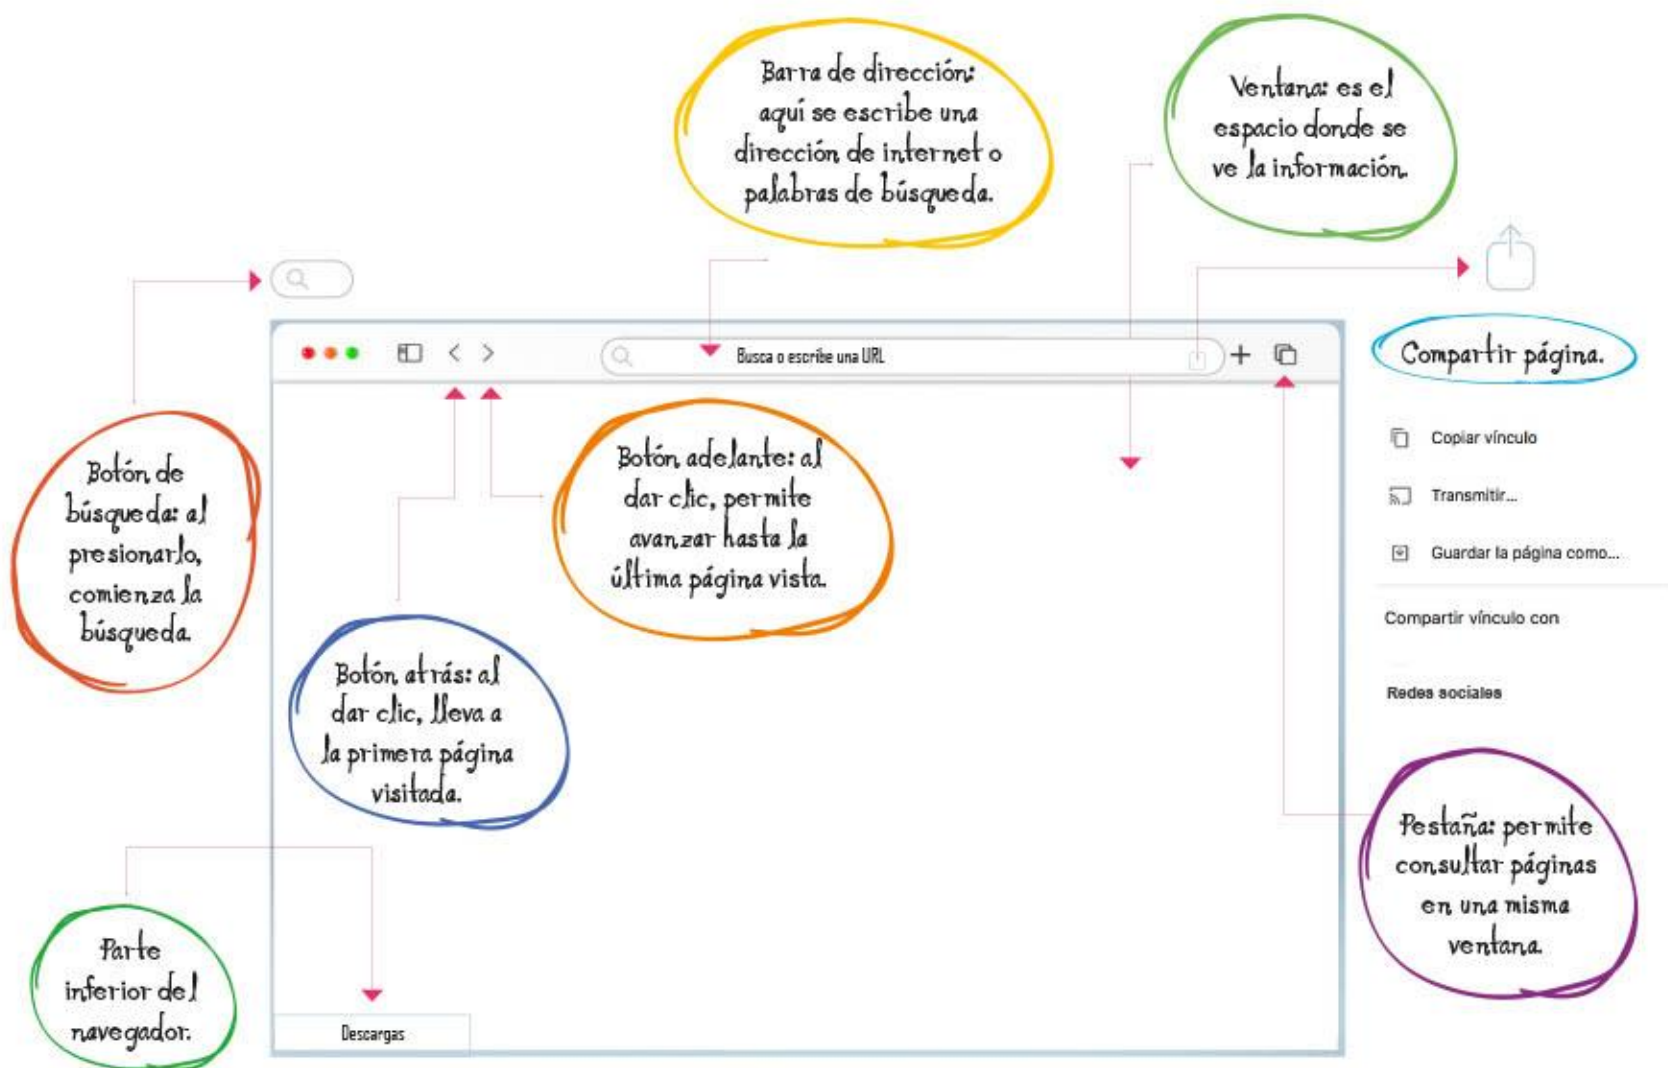 Barra de dirección:
aquí se escribe una
dirección de internet o
palabras de búsqueda.
Ventana: es el
espacio donde se
ve la información.
Busca o escribe una URL
Compartir página.
Copiar vínculo
Transmitir...
Guardar la página como...
Compartir vínculo con
Redes sociales
Botón de
búsqueda: al
presionarlo,
comienza la
búsqueda.
Botón adelante: al
dar clic, permite
avanzar hasta la
última página vista.
Botón atrás: al
dar clic, lleva a
la primera página
visitada.
Pestaña: permite
consultar páginas
en una misma
ventana.
Parte
inferior del
navegador.
Descargas